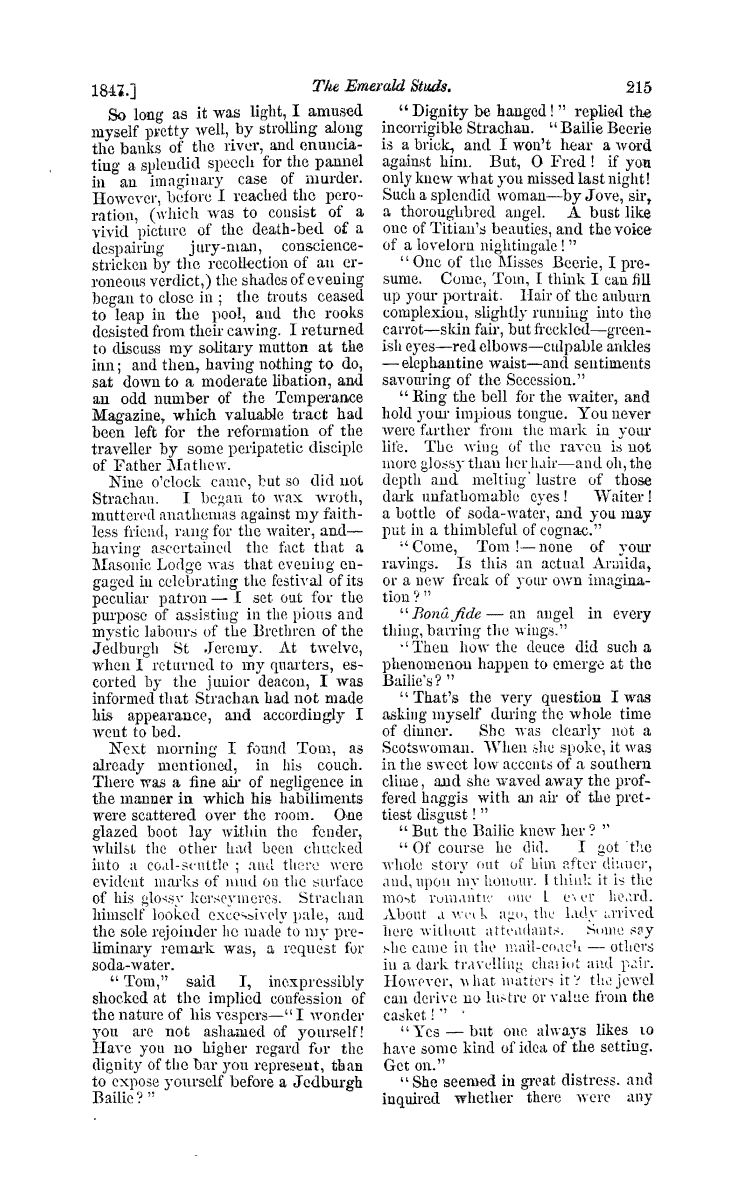 1847.]
The Emerald Studs.
215
So long as it was light, I amused
myself pretty well, by strolling along
the banks of the river, and enuncia-
ting a splendid speech for the pannel
in an imaginary case of murder.
However, before I reached the pero-
ration, (which was to consist of a
vivid picture of the death-bed of a
despairing jury-man, conscience-
stricken by the recollection of an er-
roneous verdict,) the shades of evening
began to close in; the trouts ceased
to leap in the pool, and the rooks
desisted from their cawing. I returned
to discuss my solitary mutton at the
inn; and then, having nothing to do,
sat down to a moderate libation, and
an odd number of the Temperance
Magazine, which valuable tract had
been left for the reformation of the
traveller by some peripatetic disciple
of Father Mathew.
Nine o'clock came, but so did not
Strachan. I began to wax wroth,
muttered anathemas against my faith-
less friend, rang for the waiter, and—
having ascertained the fact that a
Masonic Lodge was that evening en-
gaged in celebrating the festival of its
peculiar patron — I set out for the
purpose of assisting in the pious and
mystic labours of the Brethren of the
Jedburgh St Jeremy. At twelve,
when I returned to my quarters, es-
corted by the junior deacon, I was
informed that Strachan had not made
his appearance, and accordingly I
went to bed.
Next morning I found Tom, as
already mentioned, in his couch.
There was a fine air of negligence in
the manner in which his habiliments
were scattered over the room. One
glazed boot lay within the fender,
whilst the other had been chucked
into a coal-scuttle; and there were
evident marks of mud on the surface
of his glossy kerseymeres. Strachan
himself looked excessively pale, and
the sole rejoinder he made to my pre-
liminary remark was, a request for
soda-water.
"Tom," said I, inexpressibly
shocked at the implied confession of
the nature of his vespers—"I wonder
you are not ashamed of yourself!
Have you no higher regard for the
dignity of the bar you represent, than
to expose yourself before a Jedburgh
Bailie?"
"Dignity be hanged!" replied the
incorrigible Strachan. "Bailie Beerie
is a brick, and I won't hear a word
against him. But, O Fred! if you
only knew what you missed last night!
Such a splendid woman—by Jove, sir,
a thoroughbred angel. A bust like
one of Titian's beauties, and the voice
of a lovelorn nightingale!"
"One of the Misses Beerie, I pre-
sume. Come, Tom, I think I can fill
up your portrait. Hair of the auburn
complexion, slightly running into the
carrot—skin fair, but freckled—green-
ish eyes—red elbows—culpable ankles
—elephantine waist—and sentiments
savouring of the Secession."
"Ring the bell for the waiter, and
hold your impious tongue. You never
were farther from the mark in your
life. The wing of the raven is not
more glossy than her hair—and oh, the
depth and melting lustre of those
dark unfathomable eyes! Waiter!
a bottle of soda-water, and you may
put in a thimbleful of cognac."
"Come, Tom!—none of your
ravings. Is this an actual Armida,
or a new freak of your own imagina-
tion?"
"Bonâ fide — an angel in every
thing, barring the wings."
"Then how the deuce did such a
phenomenon happen to emerge at the
Bailie's?"
"That's the very question I was
asking myself during the whole time
of dinner. She was clearly not a
Scotswoman. When she spoke, it was
in the sweet low accents of a southern
clime, and she waved away the prof-
fered haggis with an air of the pret-
tiest disgust!"
"But the Bailie knew her?"
"Of course he did. I got the
whole story out of him after dinner,
and, upon my honour, I think it is the
most romantic one I ever heard.
About a week ago, the lady arrived
here without attendants. Some say
she came in the mail-coach — others
in a dark travelling chariot and pair.
However, what matters it? the jewel
can derive no lustre or value from the
casket!"
"Yes — but one always likes to
have some kind of idea of the setting.
Get on."
"She seemed in great distress, and
inquired whether there were any